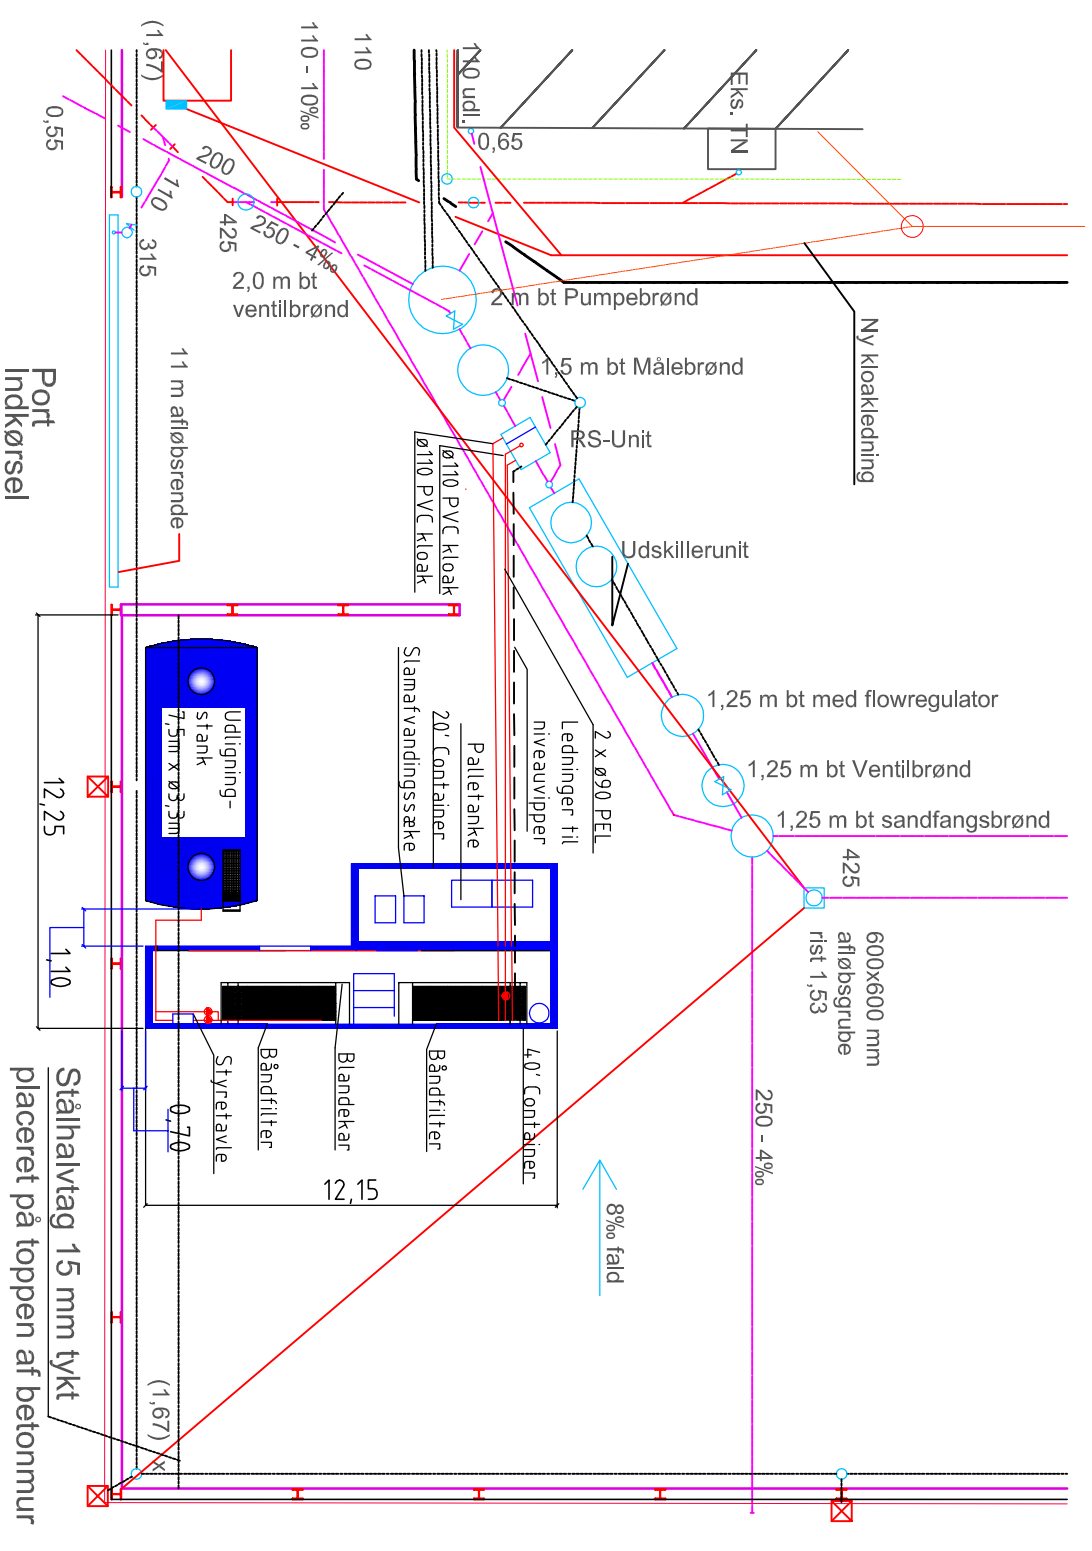 (1,67)
0,55
200
110
315
425
250 - 4‰
110 - 10‰
110
110 udl.
0,65
Eks. TN
2,0 m bt
ventilbrønd
2 m bt Pumpebrønd
1,5 m bt Målebrønd
RS-Unit
Udskillerunit
Ny kloakledning
1,25 m bt med flowregulator
1,25 m bt Ventilbrønd
1,25 m bt sandfangsbrønd
425
600x600 mm
afløbsgrube
rist 1,53
250 - 4‰
8‰ fald
Port
Indkørsel
11 m afløbsrende
ø110 PVC kloak
ø110 PVC kloak
2 x ø90 PEL
Ledninger til
niveauvipper
Palletanke
20' Container
Slamafvandingssæke
Udligning-
stank
7,5m x ø3,3m
12,25
1,10
0,70
12,15
40' Container
Båndfilter
Blandekar
Båndfilter
Styretavle
Stålhalvtag 15 mm tykt
placeret på toppen af betonmur
(1,67)
x